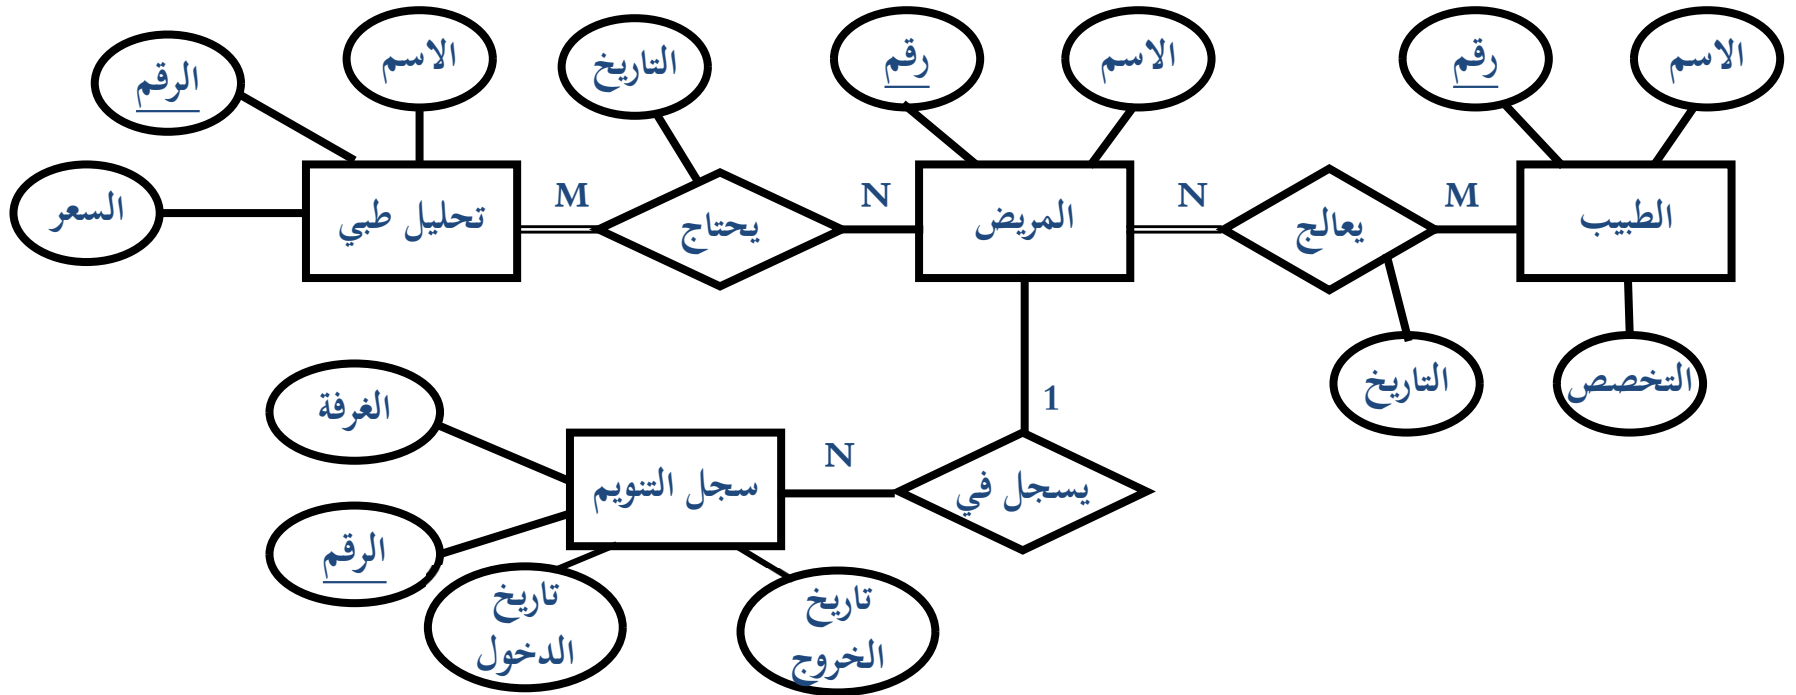 الاسم
رقم
الاسم
رقم
التاريخ
الاسم
الرقم
الطبيب
M
يعالج
N
المريض
N
يحتاج
M
تحليل طبي
السعر
التخصص
التاريخ
1
الغرفة
يسجل في
N
سجل التنويم
الرقم
تاريخ
الخروج
تاريخ
الدخول